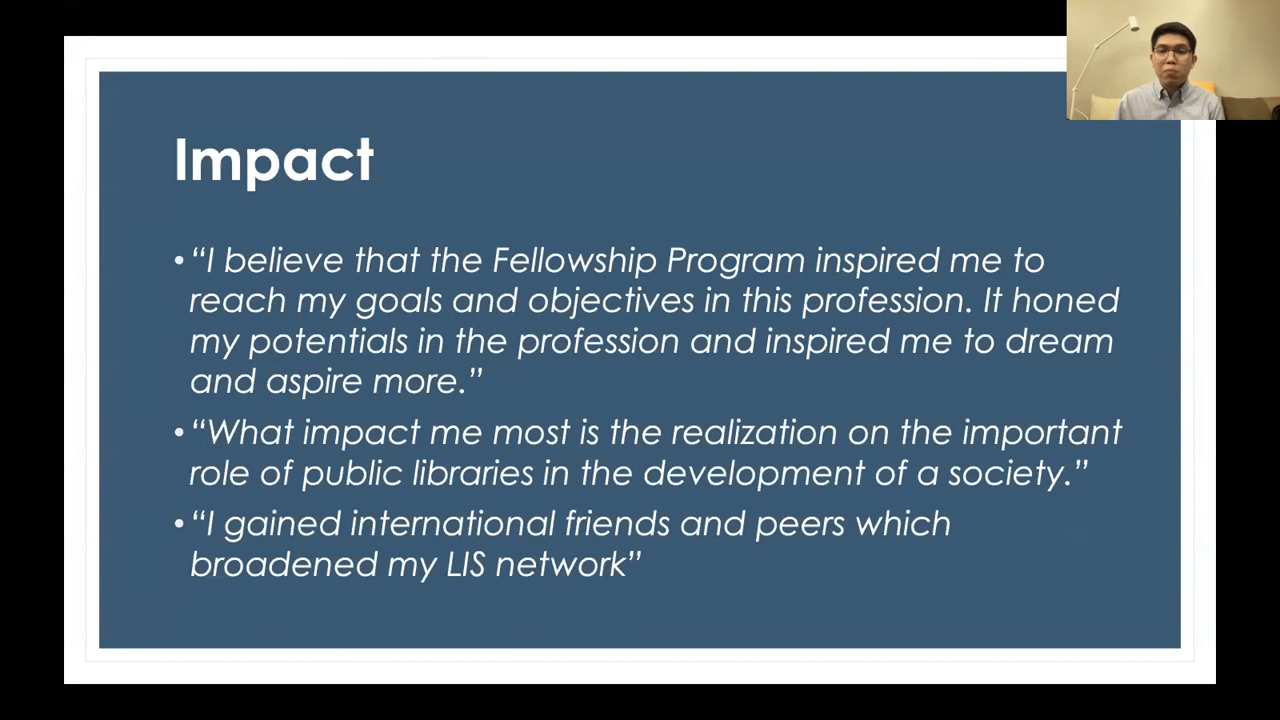 Impact
• “I believe that the Fellowship Program inspired me to
reach my goals and objectives in this profession. It honed
my potentials in the profession and inspired me to dream
and aspire more.”
• “What impact me most is the realization on the important
role of public libraries in the development of a society.”
• “I gained international friends and peers which
broadened my LIS network”